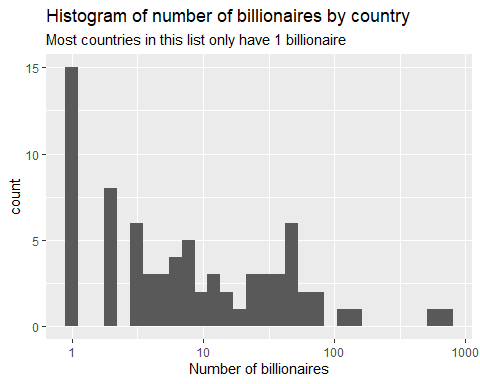 Histogram of number of billionaires by country
Most countries in this list only have 1 billionaire
15
10
5
0
count
1 10 100 1000
Number of billionaires